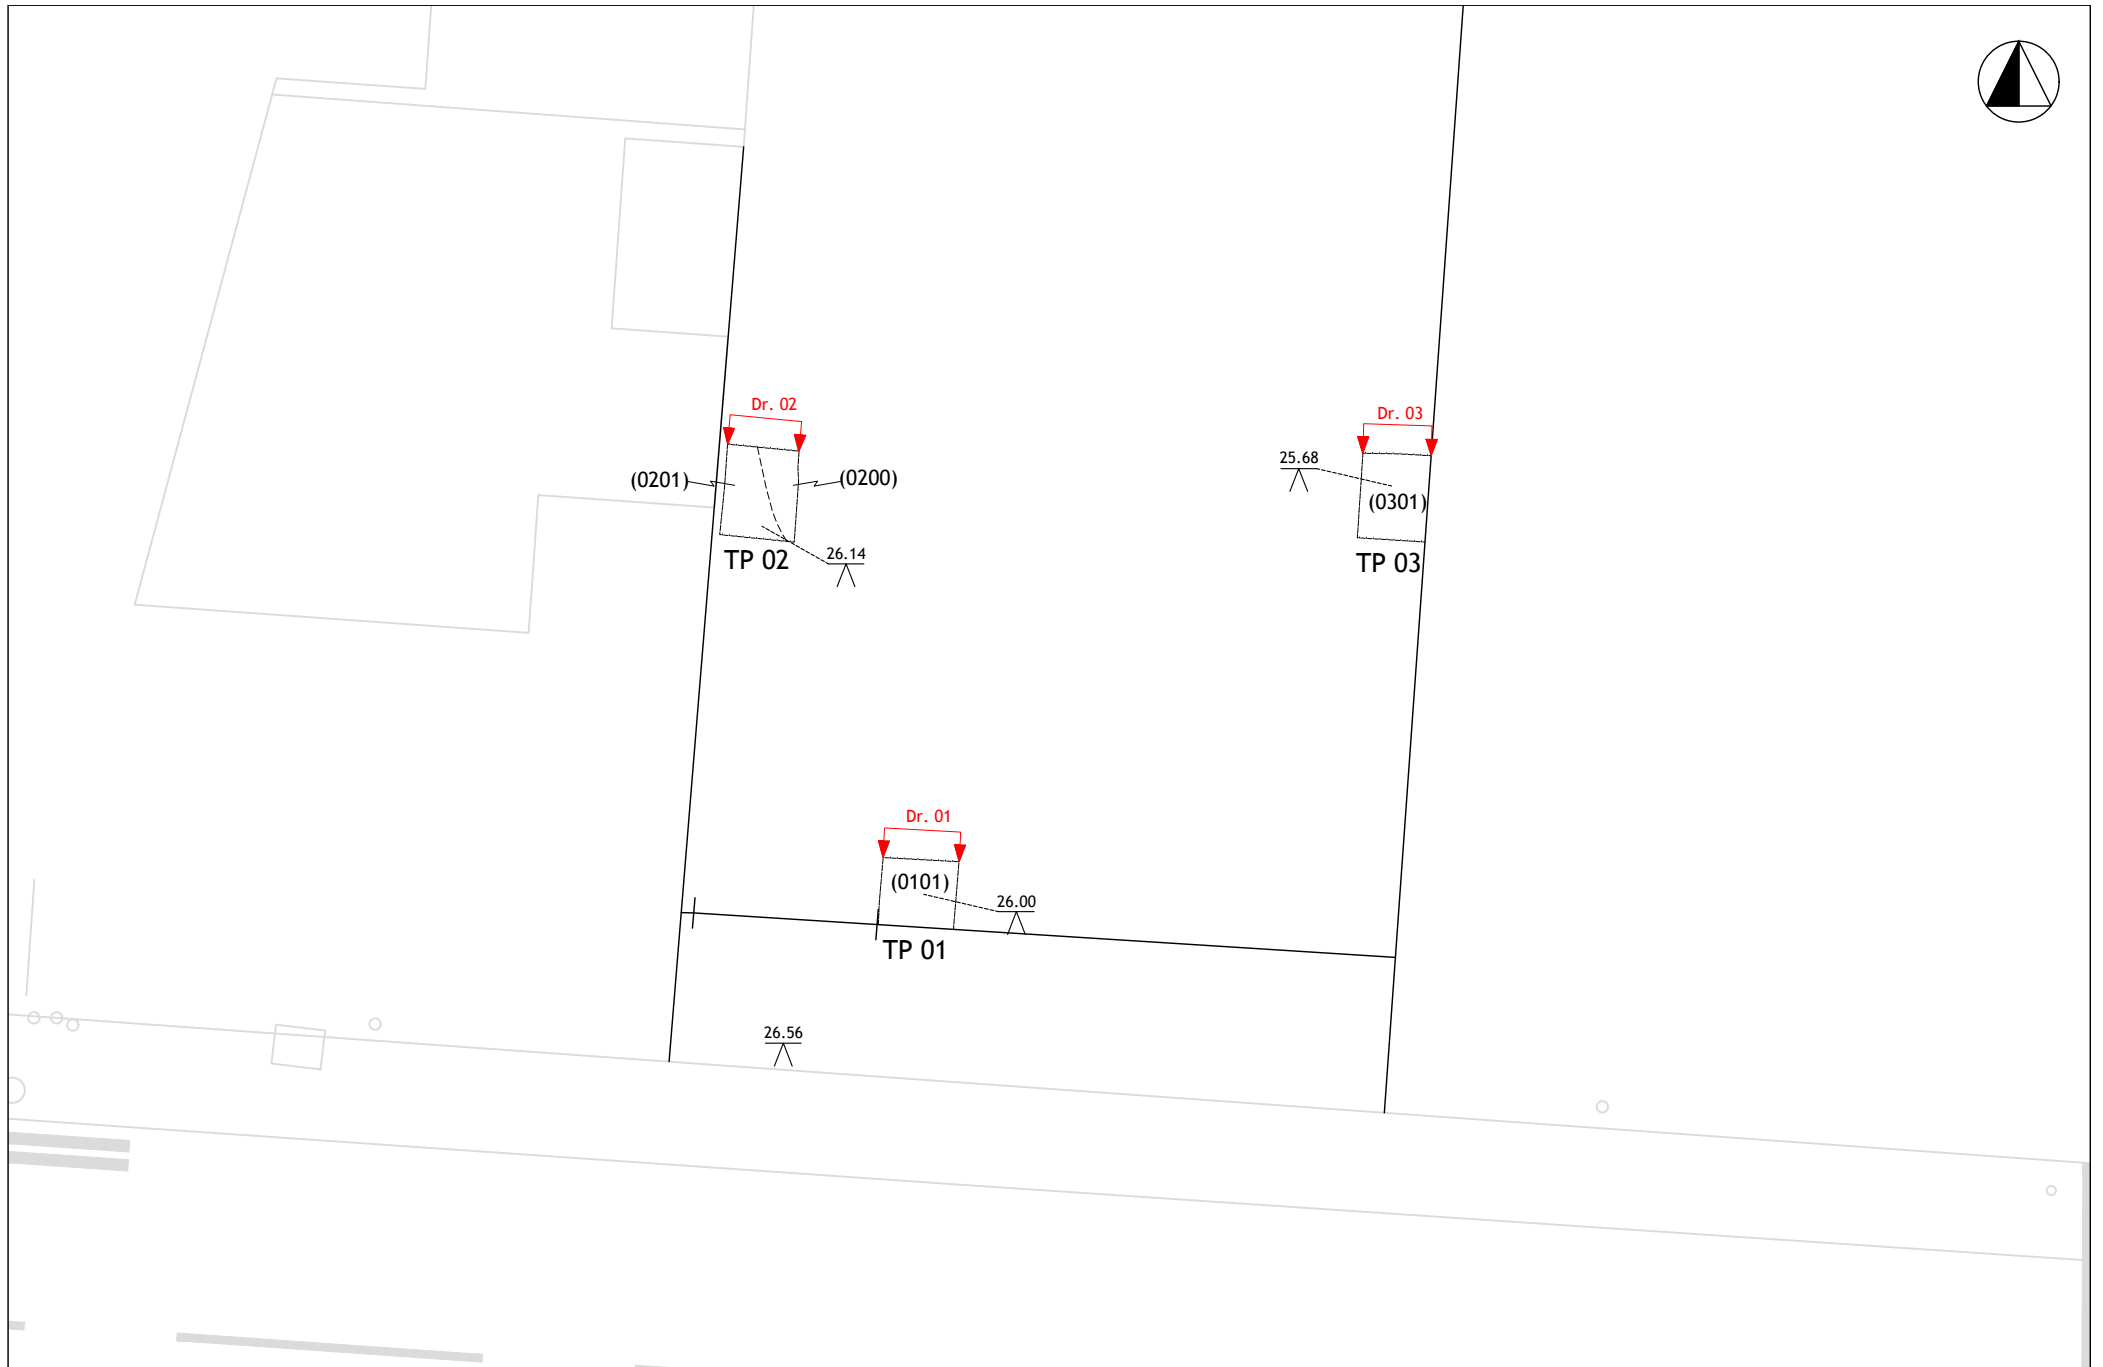 Dr. 02
Dr. 03
25.68
(0201)
(0200)
(0301)
26.14
TP 02
TP 03
Dr. 01
(0101)
26.00
TP 01
26.56